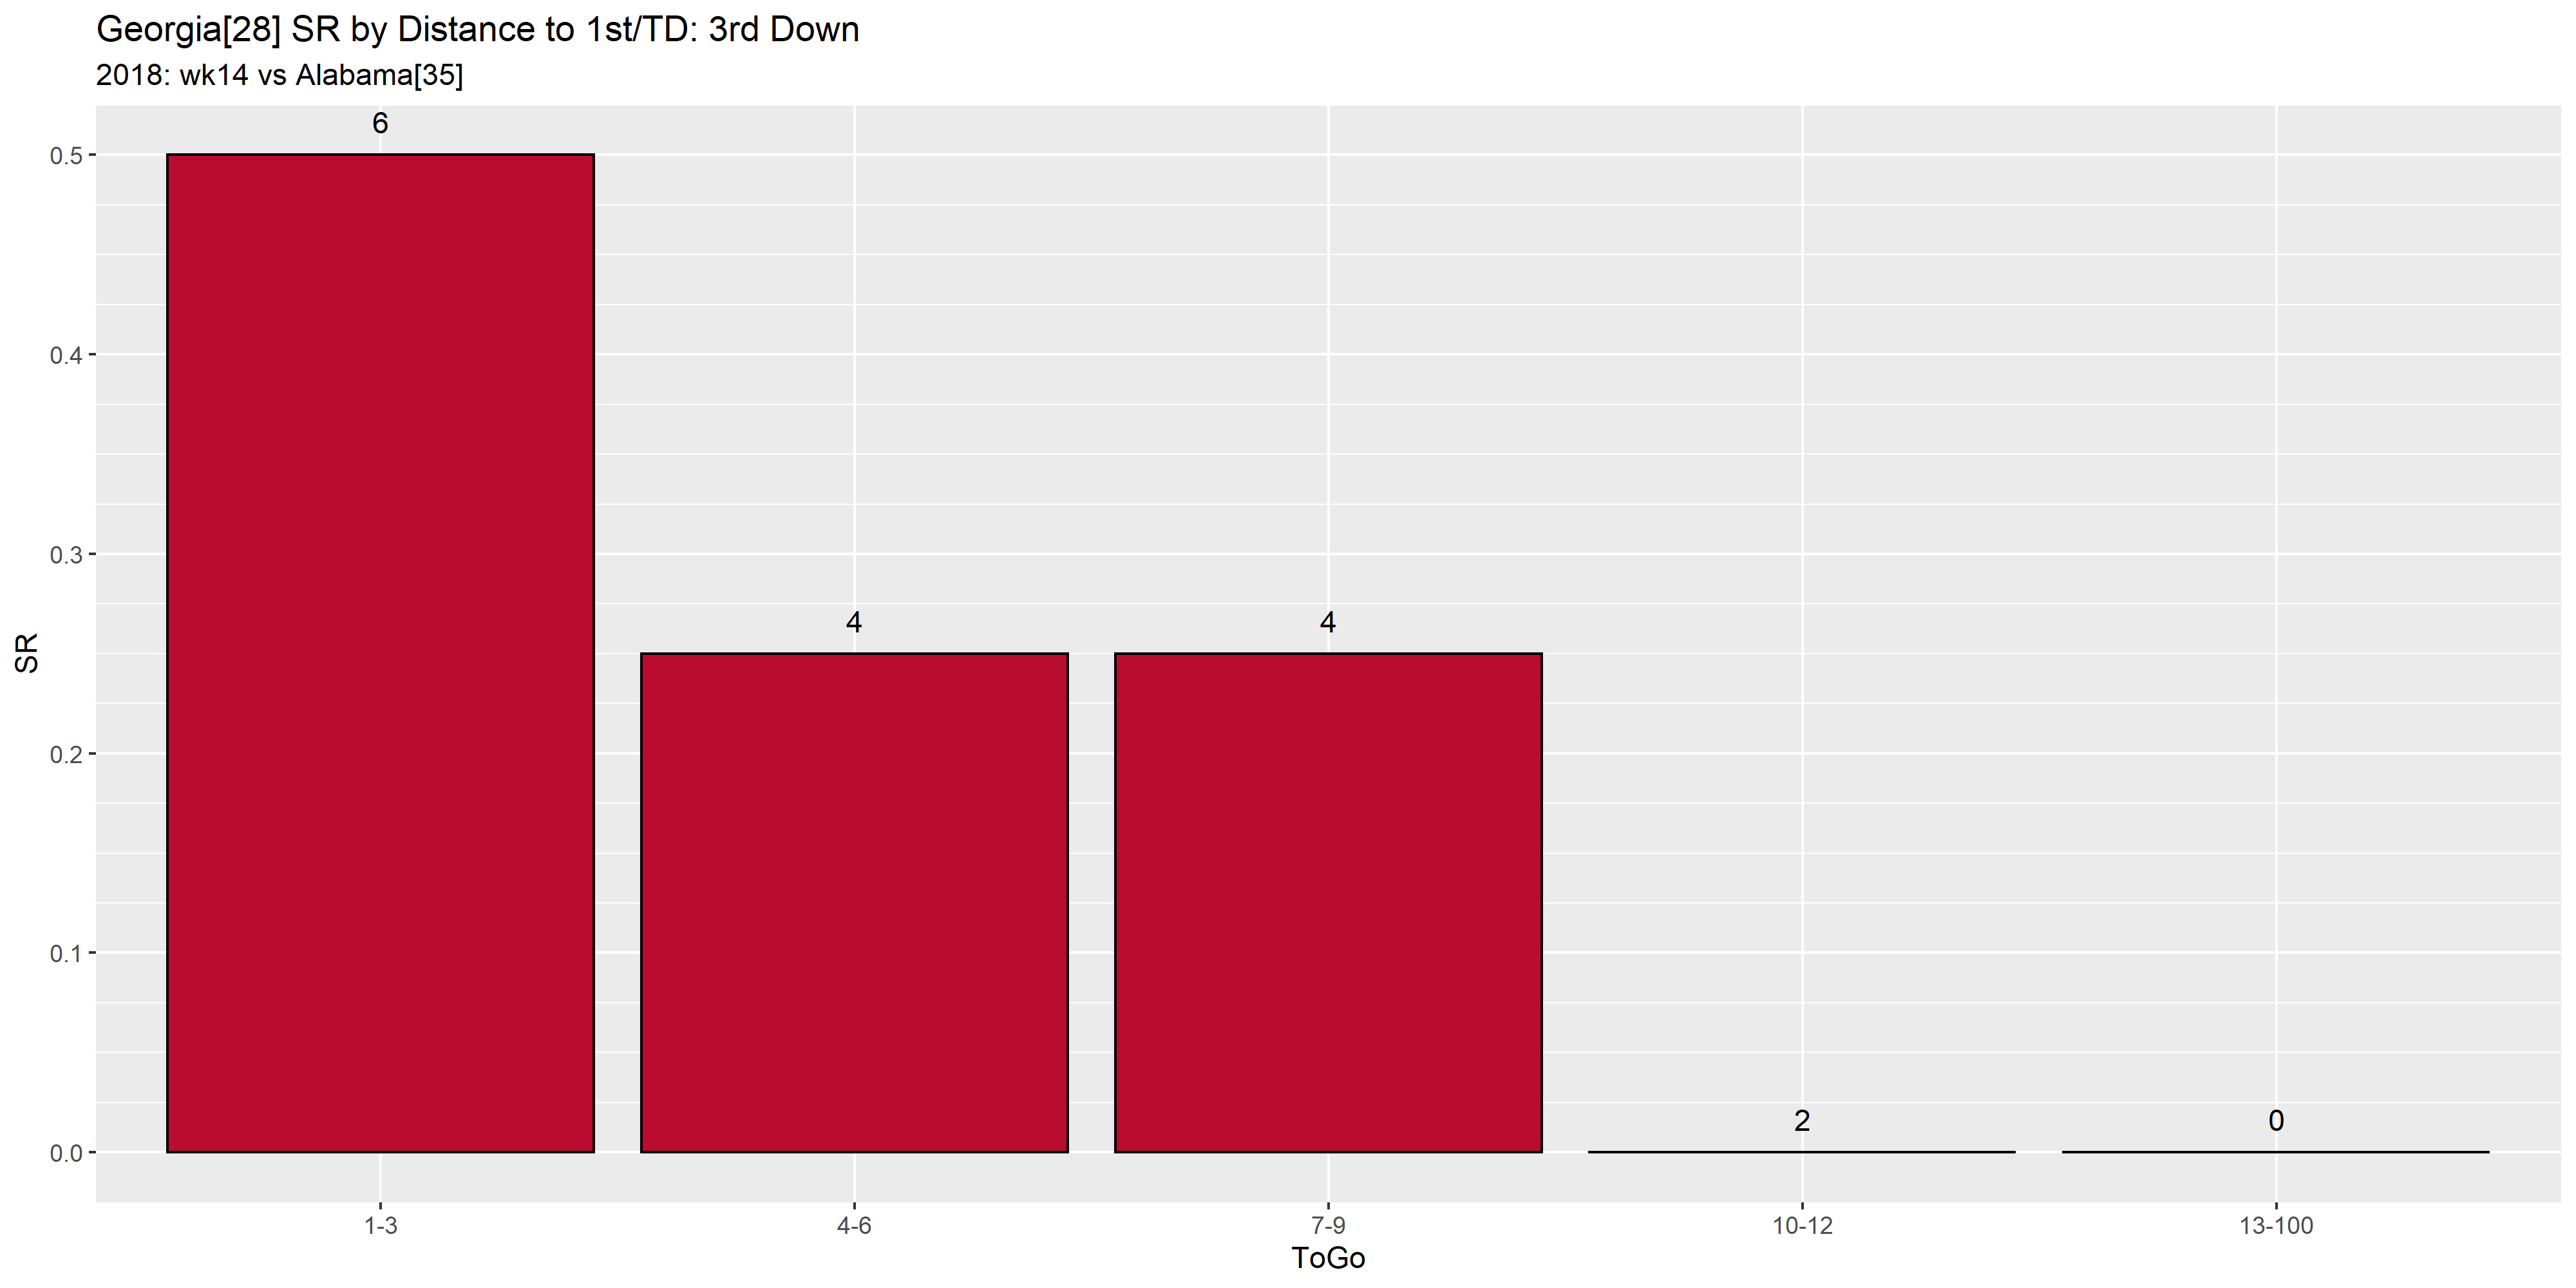 Georgia[28] SR by Distance to 1st/TD: 3rd Down
2018: wk14 vs Alabama[35]
6
0.5
0.4
0.3
4 4
SR
0.2
0.1
2 0
0.0
1-3 4-6 7-9 10-12 13-100
ToGo